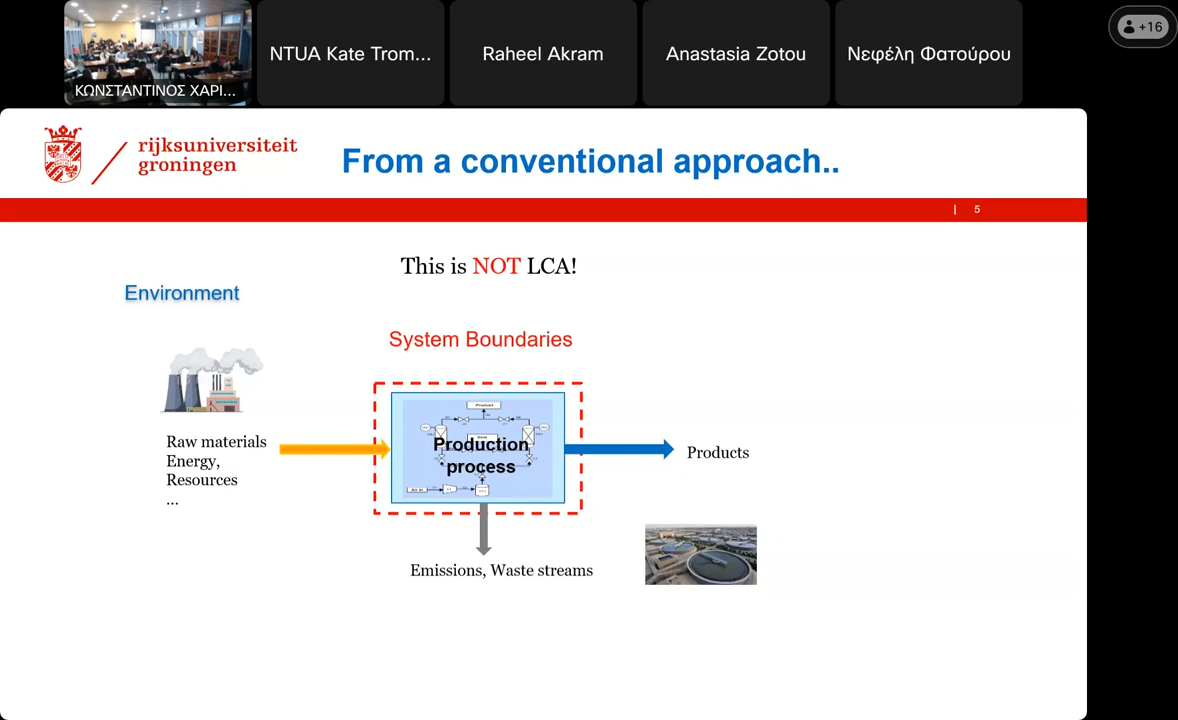 ΚΩΝΣΤΑΝΤΙΝΟΣ ΧΑΡΙ...
NTUA Kate Trom...
Raheel Akram
Anastasia Zotou
Νεφέλη Φατούρου
+16
rijksuniversiteit
groningen
From a conventional approach..
| 5
This is NOT LCA!
Environment
System Boundaries
Product
Production
process
Raw materials
Energy,
Resources
...
Products
Emissions, Waste streams